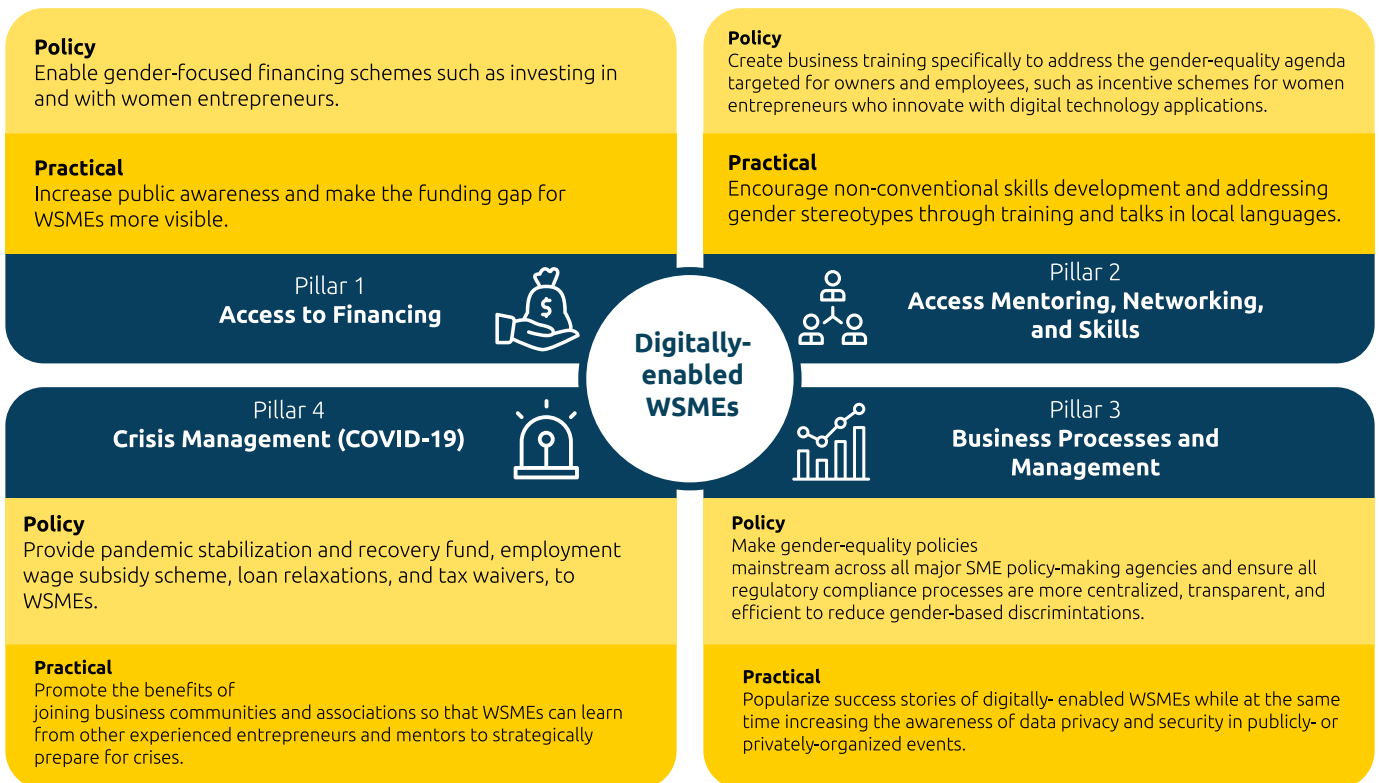 Policy
Enable gender-focused financing schemes such as investing in
and with women entrepreneurs.
Practical
Increase public awareness and make the funding gap for
WSMEs more visible.
Pillar 1
Access to Financing
$
Policy
Create business training specifically to address the gender-equality agenda
targeted for owners and employees, such as incentive schemes for women
entrepreneurs who innovate with digital technology applications.
Practical
Encourage non-conventional skills development and addressing
gender stereotypes through training and talks in local languages.
Pillar 2
Access Mentoring, Networking,
and Skills
Digitally-
enabled
WSMEs
Pillar 4
Crisis Management (COVID-19)
Policy
Provide pandemic stabilization and recovery fund, employment
wage subsidy scheme, loan relaxations, and tax waivers, to
WSMEs.
Practical
Promote the benefits of
joining business communities and associations so that WSMEs can learn
from other experienced entrepreneurs and mentors to strategically
prepare for crises.
Pillar 3
Business Processes and
Management
Policy
Make gender-equality policies
mainstream across all major SME policy-making agencies and ensure all
regulatory compliance processes are more centralized, transparent, and
efficient to reduce gender-based discrimintations.
Practical
Popularize success stories of digitally- enabled WSMEs while at the same
time increasing the awareness of data privacy and security in publicly- or
privately-organized events.